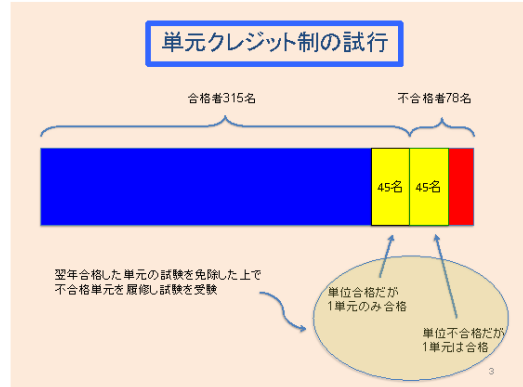 単元クレジット制の試行
合格者315名
不合格者78名
45名
45名
翌年合格した単元の試験を免除した上で
不合格単元を履修し試験を受験
単位合格だが
1単元のみ合格
単位不合格だが
1単元は合格
3